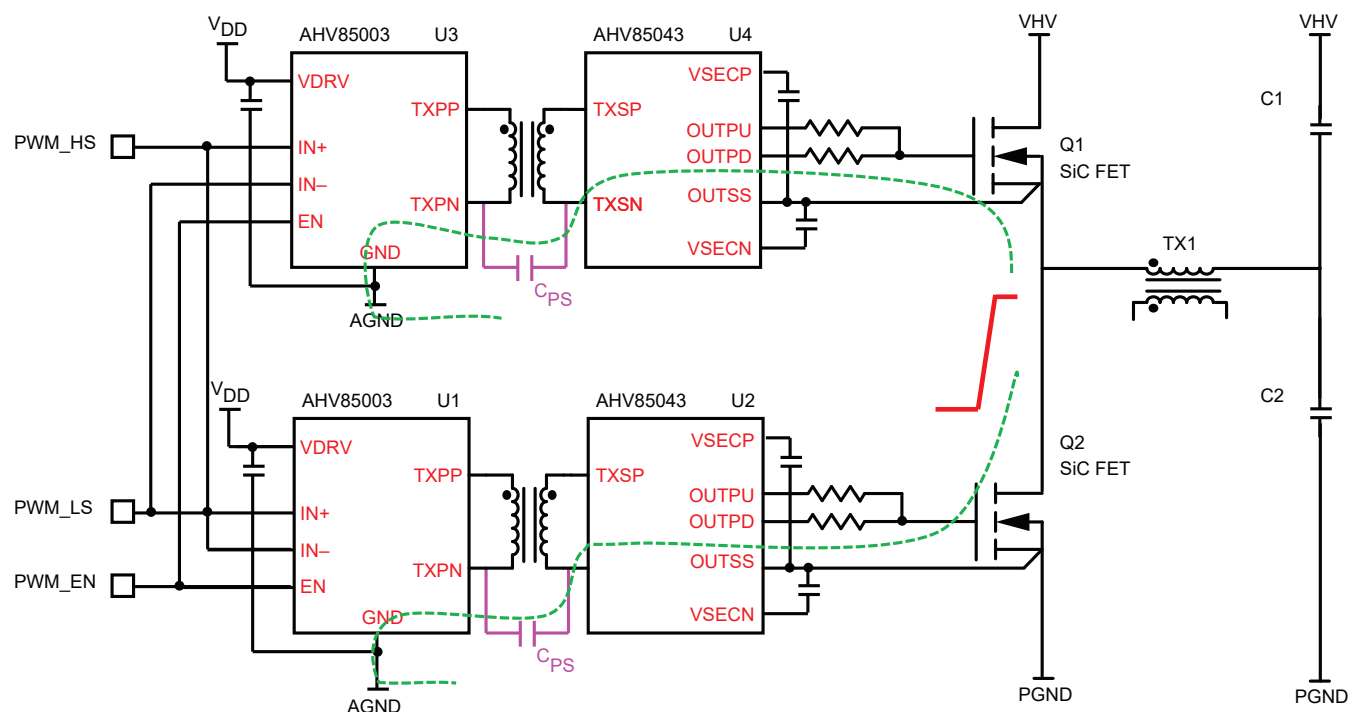 VDD
AHV85003 U3
AHV85043 U4
VHV
VHV
VDRV
TXPP
TXSP
VSECP
OUTPU
OUTPD
C1
PWM_HS
IN+
Q1
SiC FET
IN–
EN
TXPN
TXSN
OUTSS
VSECN
GND
CPS
AGND
TX1
VDD
AHV85003 U1
AHV85043 U2
C2
VDRV
TXPP
TXSP
VSECP
OUTPU
OUTPD
Q2
SiC FET
PWM_LS
IN+
IN–
PWM_EN
EN
TXPN
OUTSS
VSECN
GND
CPS
AGND
PGND
PGND